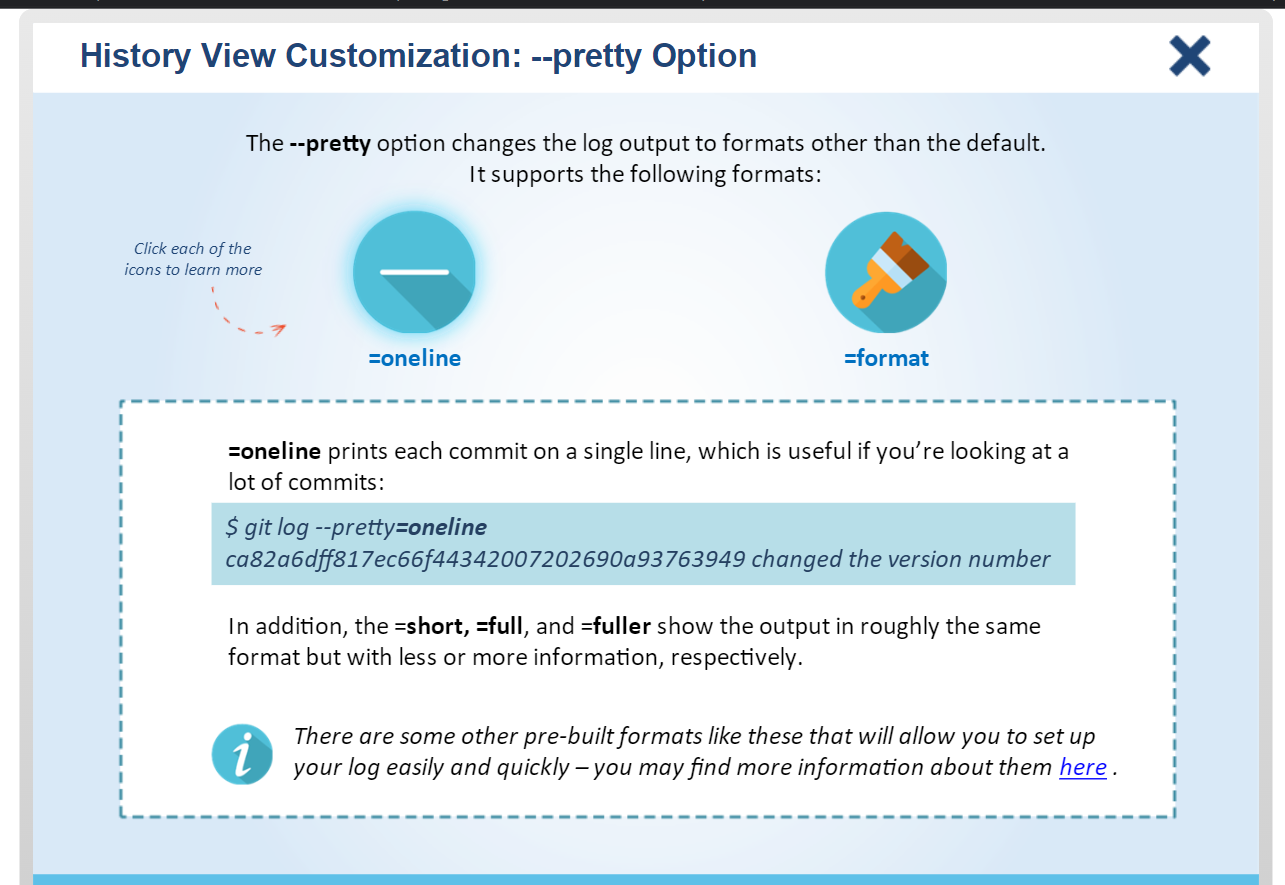 History View Customization: --pretty Option
The --pretty option changes the log output to formats other than the default.
It supports the following formats:
Click each of the
icons to learn more
=oneline
=format
=oneline prints each commit on a single line, which is useful if you’re looking at a
lot of commits:
$ git log --pretty=oneline
ca82a6dff817ec66f44342007202690a93763949 changed the version number
In addition, the =short, =full, and =fuller show the output in roughly the same
format but with less or more information, respectively.
i
There are some other pre-built formats like these that will allow you to set up
your log easily and quickly – you may find more information about them here .